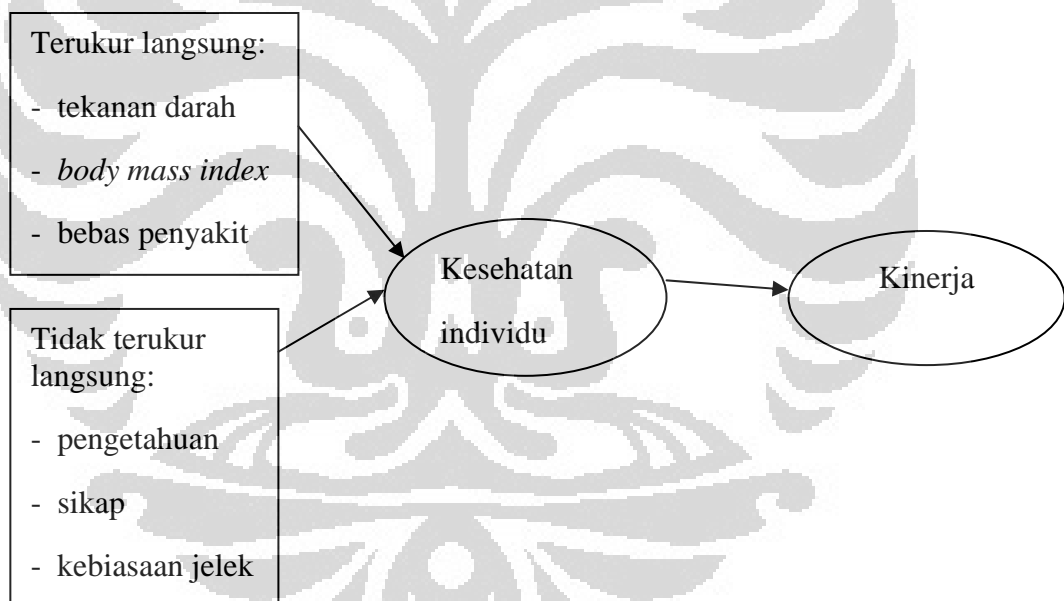 Terukur langsung:
- tekanan darah
- body mass index
- bebas penyakit
Tidak terukur
langsung:
- pengetahuan
- sikap
- kebiasaan jelek
Kesehatan
individu
Kinerja